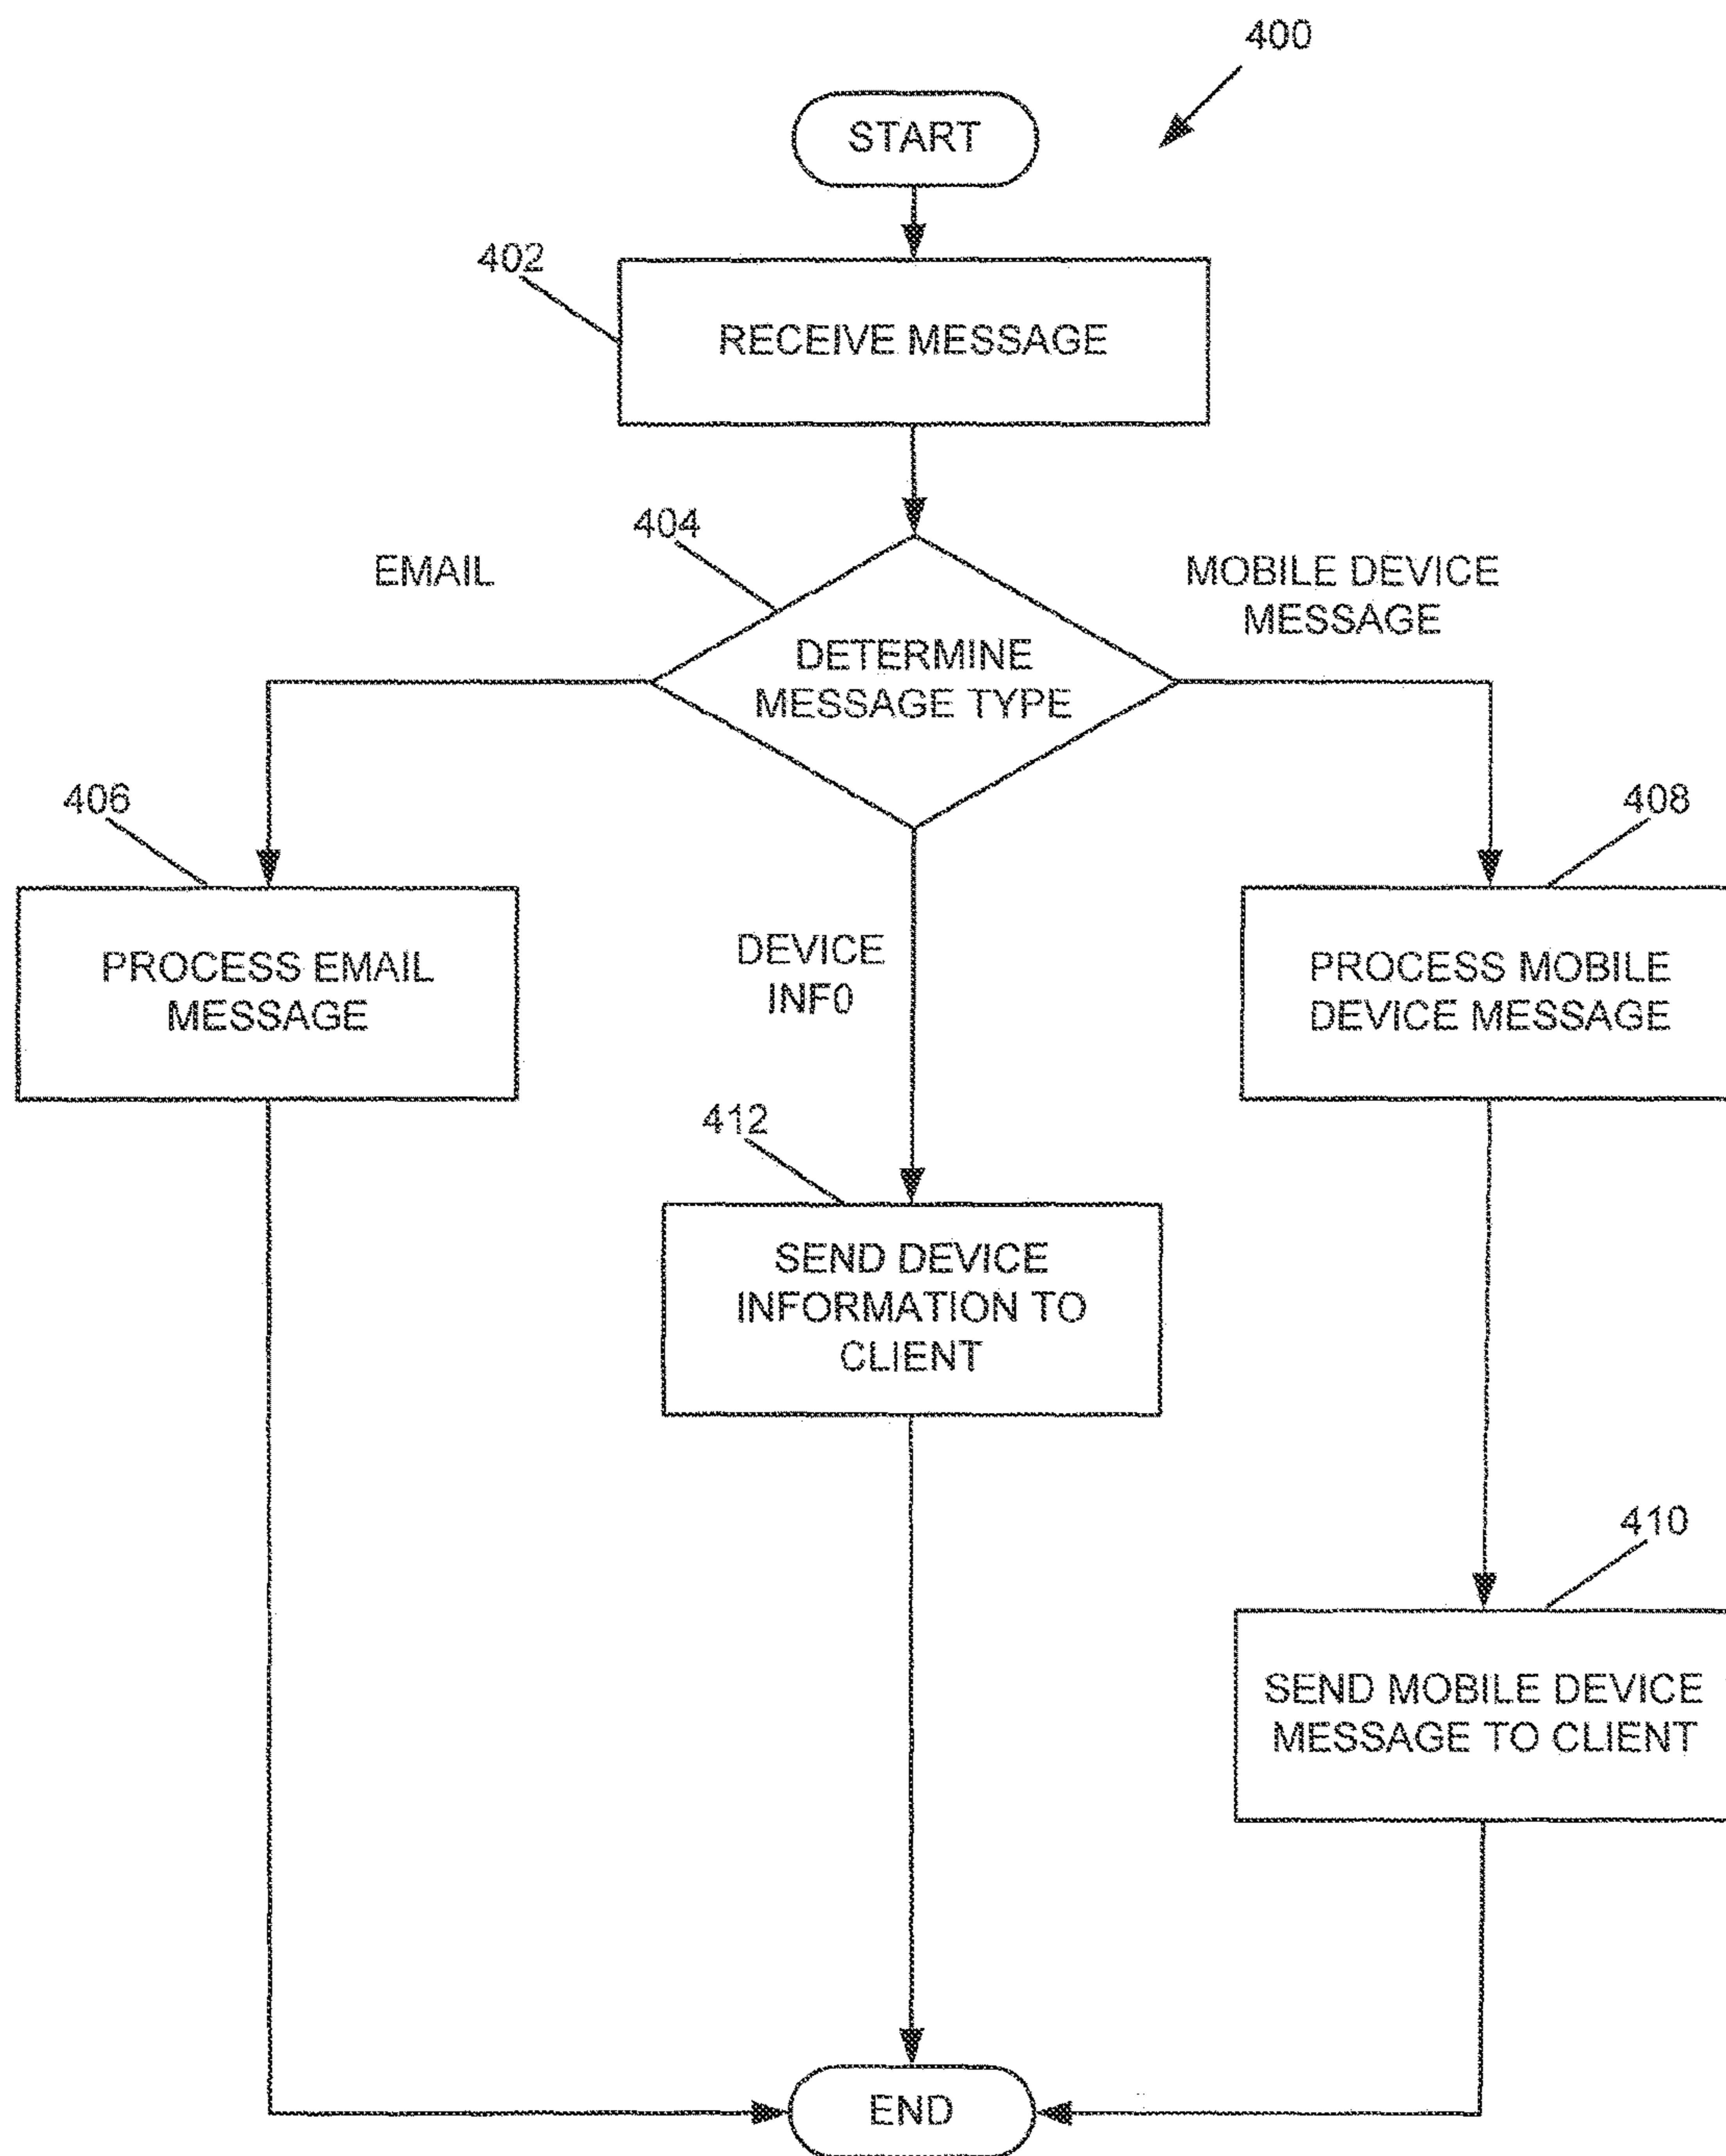 400
START
402
RECEIVE MESSAGE
404
EMAIL
MOBILE DEVICE
MESSAGE
DETERMINE
MESSAGE TYPE
406
408
PROCESS EMAIL
MESSAGE
DEVICE
INF0
PROCESS MOBILE
DEVICE MESSAGE
412
SEND DEVICE
INFORMATION TO
CLIENT
410
SEND MOBILE DEVICE
MESSAGE TO CLIENT
END